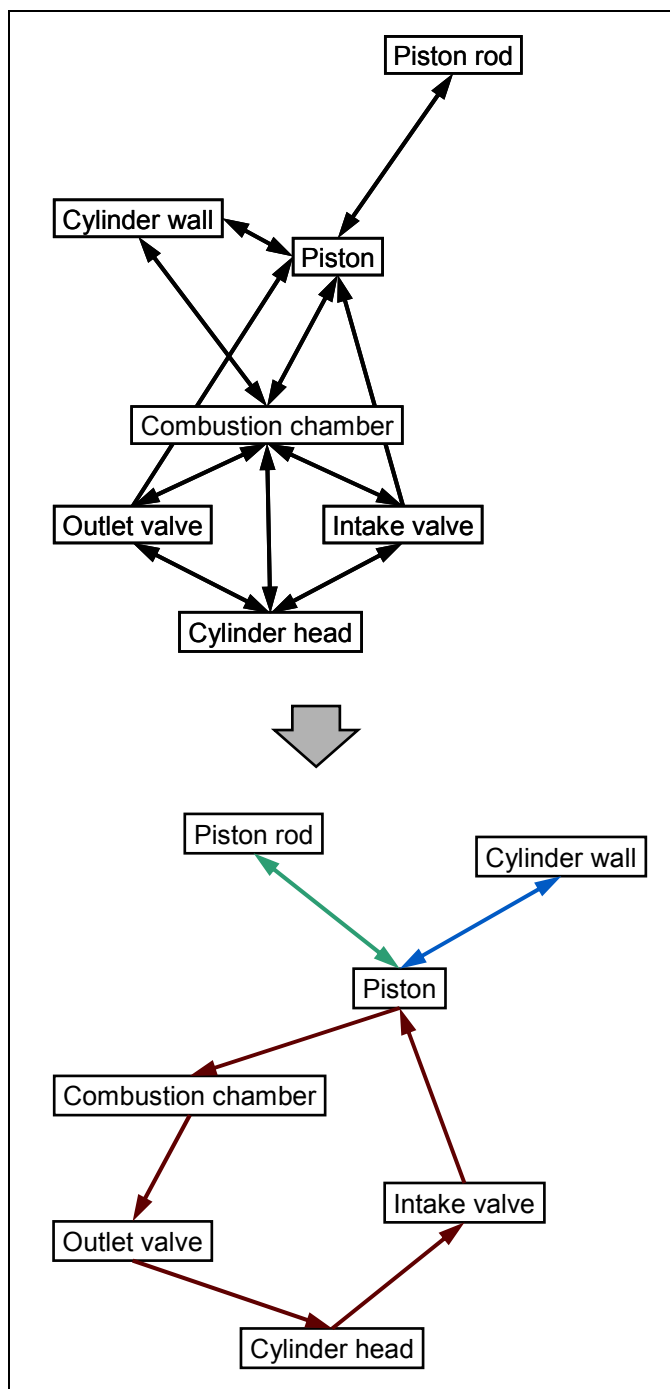 Piston rod
Cylinder wall
Piston
Combustion chamber
Outlet valve
Intake valve
Cylinder head
Piston rod
Cylinder wall
Piston
Combustion chamber
Intake valve
Outlet valve
Cylinder head